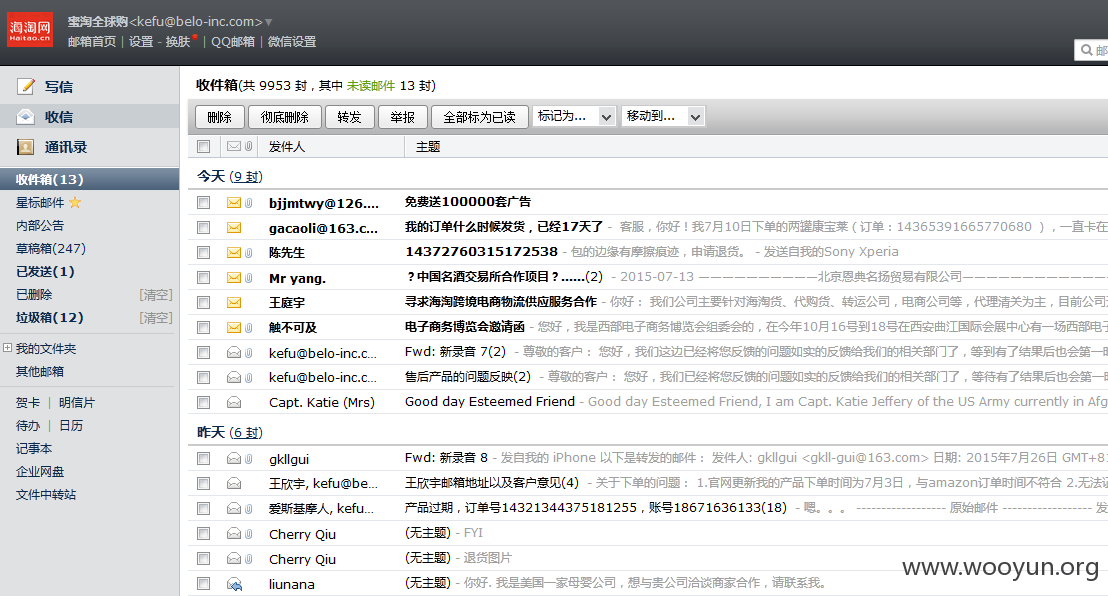 海淘网
Haitao.cn
宝淘全球购<kefu@belo-inc.com>
邮箱首页 | 设置 - 换肤 | QQ邮箱 | 微信设置
邮
写信
收信
通讯录
收件箱(13)
星标邮件
内部公告
草稿箱(247)
已发送(1)
已删除 [清空]
垃圾箱(12) [清空]
我的文件夹
其他邮箱
贺卡 | 明信片
待办 | 日历
记事本
企业网盘
文件中转站
收件箱(共 9953 封，其中 未读邮件 13 封)
删除 彻底删除 转发 举报 全部标为已读 标记为... 移动到...
发件人 主题
今天 (9 封)
bjjmtwy@126.... 免费送100000套广告
gacaoli@163.c... 我的订单什么时候发货，已经17天了 - 客服，你好！我7月10日下单的两罐康宝莱（订单：14365391665770680 ），一直卡在
陈先生 14372760315172538 - 包的边缘有摩擦痕迹，申请退货。 - 发送自我的Sony Xperia
Mr yang. ？中国名酒交易所合作项目？......(2) - 2015-07-13 ————————————北京恩典名扬贸易有限公司————————————
王庭宇 寻求海淘跨境电商物流供应服务合作 - 你好： 我们公司主要针对海淘货、代购货、转运公司，电商公司等，代理清关为主，目前公司
触不可及 电子商务博览会邀请函 - 您好，我是西部电子商务博览会组委会的，在今年10月16号到18号在西安曲江国际会展中心有一场西部电子
kefu@belo-inc.c... Fwd: 新录音 7(2) - 尊敬的客户： 您好，我们这边已经将您反馈的问题如实的反馈给我们的相关部门了，等到有了结果后也会第一
kefu@belo-inc.c... 售后产品的问题反映(2) - 尊敬的客户： 您好，我们已经将您反馈的问题如实的反馈给我们的相关部门了，等待有了结果后也会第一时
Capt. Katie (Mrs) Good day Esteemed Friend - Good day Esteemed Friend, I am Capt. Katie Jeffery of the US Army currently in Afg
昨天 (6 封)
gkllgui Fwd: 新录音 8 - 发自我的 iPhone 以下是转发的邮件： 发件人: gkllgui <gkll-gui@163.com> 日期: 2015年7月26日 GMT+8
王欣宇, kefu@be... 王欣宇邮箱地址以及客户意见(4) - 关于下单的问题： 1.官网更新我的产品下单时间为7月3日，与amazon订单时间不符合 2.无法
爱斯基摩人, kefu... 产品过期，订单号14321344375181255，账号18671636133(18) - 嗯。。。 ------------------ 原始邮件 ------------------ 发
Cherry Qiu (无主题) - FYI
Cherry Qiu (无主题) - 退货图片
liunana (无主题) - 你好. 我是美国一家母婴公司，想与贵公司洽谈商家合作，请联系我。
www.wooyun.org